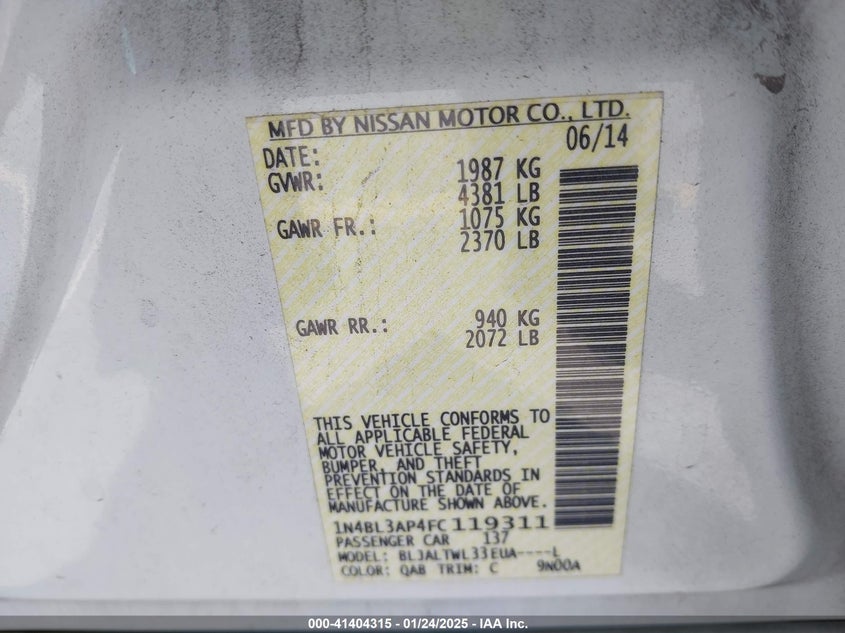 MFD BY NISSAN MOTOR CO., LTD.
DATE: 06/14
GVWR: 1987 KG
4381 LB
GAWR FR.: 1075 KG
2370 LB
GAWR RR.: 940 KG
2072 LB
THIS VEHICLE CONFORMS TO
ALL APPLICABLE FEDERAL
MOTOR VEHICLE SAFETY,
BUMPER, AND THEFT
PREVENTION STANDARDS IN
EFFECT ON THE DATE OF
MANUFACTURE SHOWN ABOVE.
1N4BL3AP4FC119311
PASSENGER CAR 137
MODEL: BLJALTWL33EUA----L
COLOR: QAB TRIM: C 9N00A
000-41404315 - 01/24/2025 - IAA Inc.